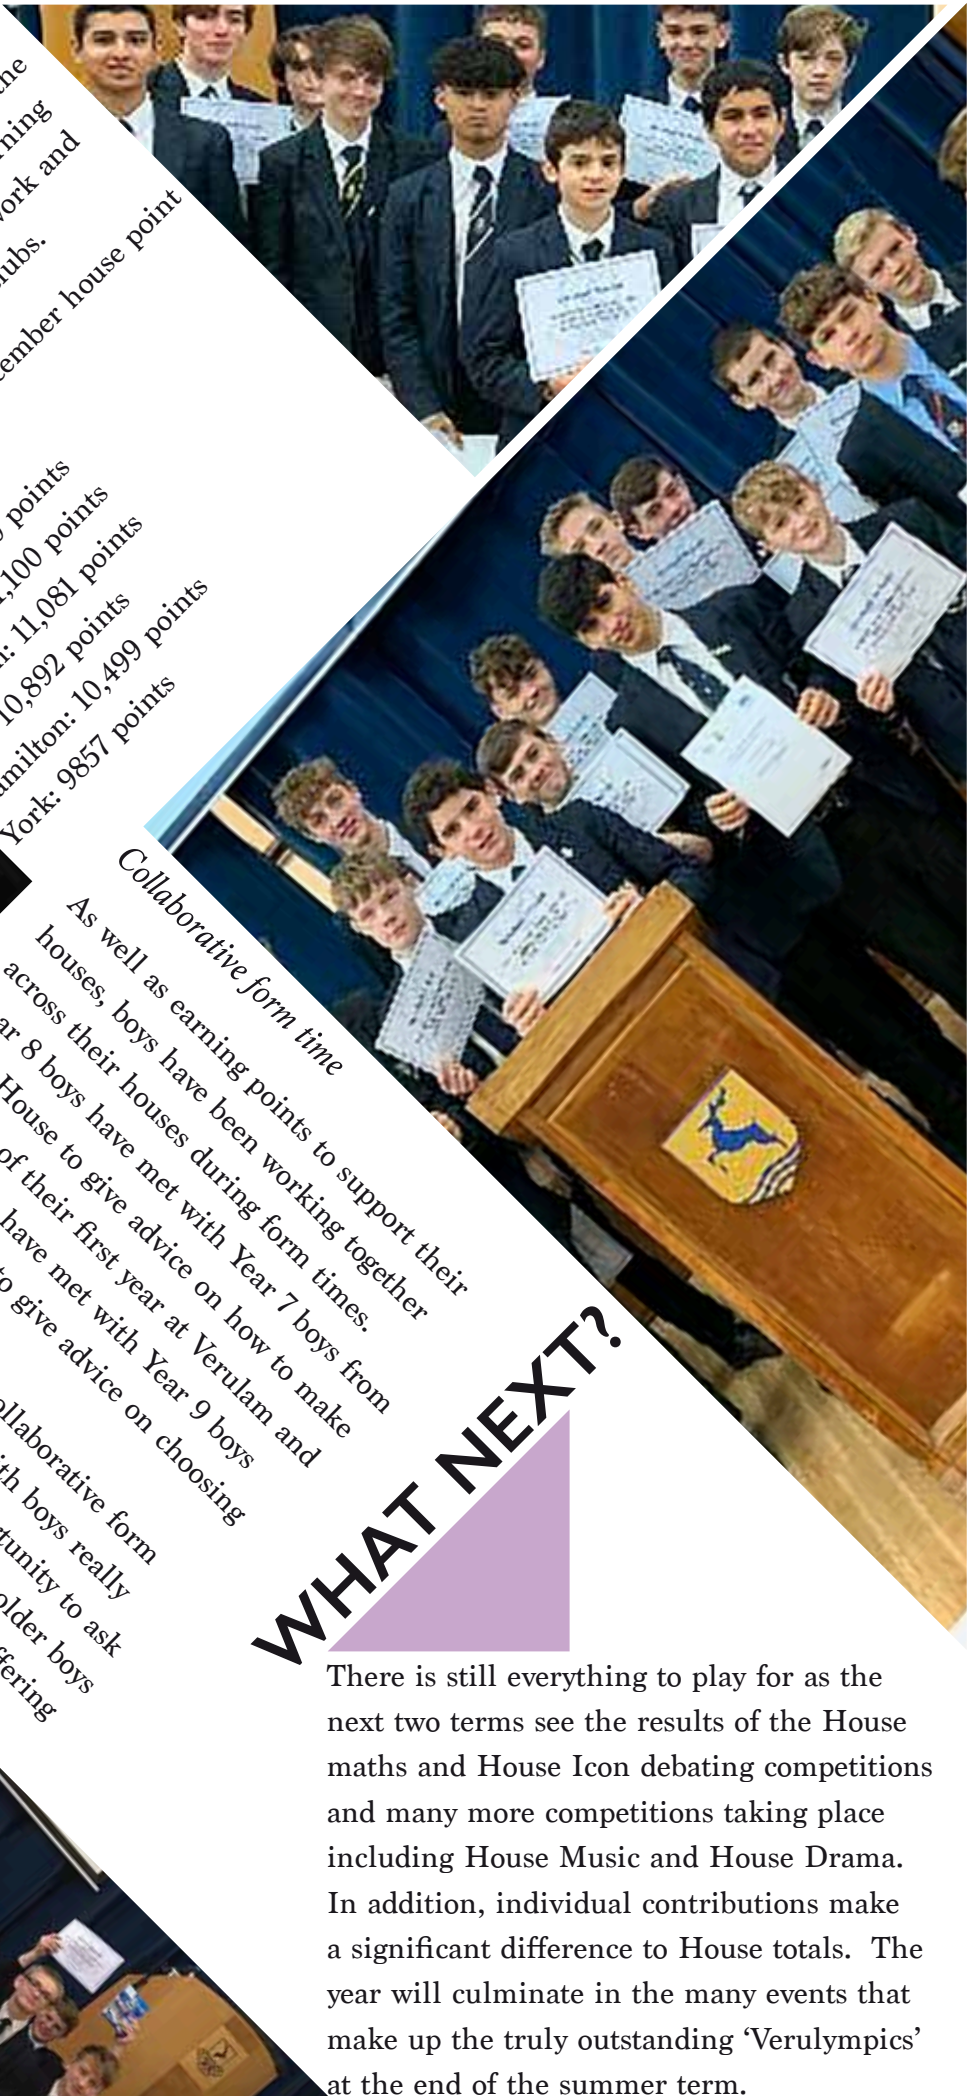 the
ork and
ubs.
ember house point
points
100 points
11,081 points
10,892 points
amilton: 10,499 points
York: 9857 points
Collaborative form time
As well as earning points to support their
houses, boys have been working together
across their houses during form times.
ar 8 boys have met with Year 7 boys from
House to give advice on how to make
of their first year at Verulam and
have met with Year 9 boys
to give advice on choosing
ollaborative form
ith boys really
tunity to ask
older boys
fering
WHAT NEXT?
There is still everything to play for as the
next two terms see the results of the House
maths and House Icon debating competitions
and many more competitions taking place
including House Music and House Drama.
In addition, individual contributions make
a significant difference to House totals.  The
year will culminate in the many events that
make up the truly outstanding ‘Verulympics’
at the end of the summer term.